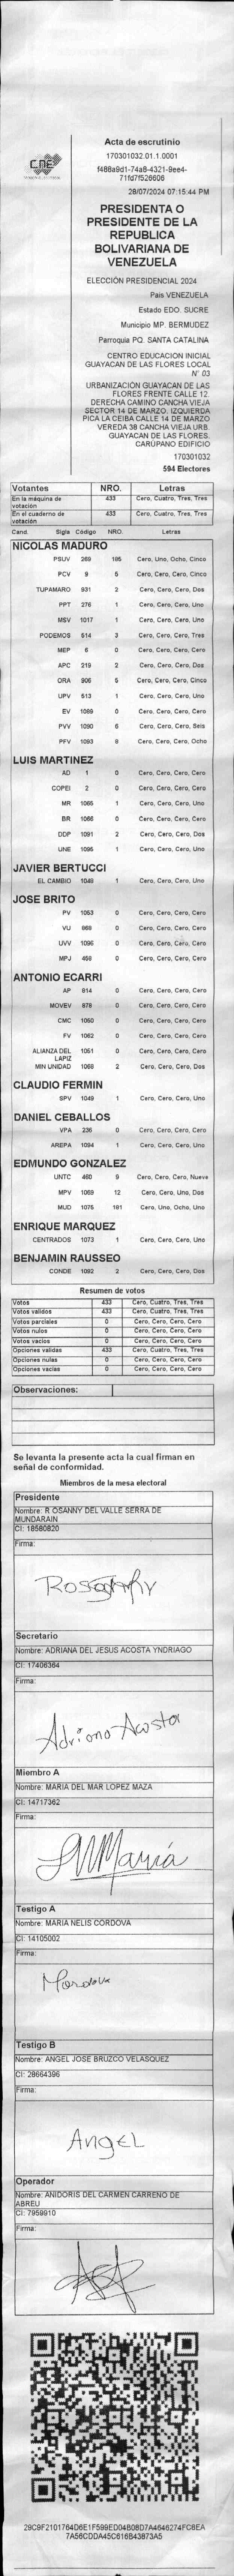 CNE
Acta de escrutinio
170301032.01.1.0001
f488a9d1-74a8-4321-9ee4-
711fd7f526606
28/07/2024 07:15:44 PM
PRESIDENTA O
PRESIDENTE DE LA
REPUBLICA
BOLIVARIANA DE
VENEZUELA
ELECCIÓN PRESIDENCIAL 2024
Pais VENEZUELA
Estado EDO. SUCRE
Municipio MP. BERMUDEZ
Parroquia PQ. SANTA CATALINA
CENTRO EDUCACION INICIAL
GUAYACAN DE LAS FLORES LOCAL
N° 03
URBANIZACIÓN GUAYACAN DE LAS
FLORES FRENTE CALLE 12.
DERECHA CAMINO CANCHA VIEJA
SECTOR 14 DE MARZO. IZQUIERDA
PICA LA CEIBA CALLE 14 DE MARZO
VEREDA 38 CANCHA VIEJA URB.
GUAYACAN DE LAS FLORES.
CARÚPANO EDIFICIO
170301032
594 Electores
Votantes NRO. Letras
En la máquina de votación 433 Cero, Cuatro, Tres, Tres
En el cuaderno de votación 433 Cero, Cuatro, Tres, Tres
Cand. Sigla Código NRO. Letras
NICOLAS MADURO
PSUV 269 185 Cero, Uno, Ocho, Cinco
PCV 9 5 Cero, Cero, Cero, Cinco
TUPAMARO 931 2 Cero, Cero, Cero, Dos
PPT 276 1 Cero, Cero, Cero, Uno
MSV 1017 1 Cero, Cero, Cero, Uno
PODEMOS 514 3 Cero, Cero, Cero, Tres
MEP 6 0 Cero, Cero, Cero, Cero
APC 219 2 Cero, Cero, Cero, Dos
ORA 906 5 Cero, Cero, Cero, Cinco
UPV 513 1 Cero, Cero, Cero, Uno
EV 1089 0 Cero, Cero, Cero, Cero
PVV 1090 6 Cero, Cero, Cero, Seis
PFV 1093 8 Cero, Cero, Cero, Ocho
LUIS MARTINEZ
AD 1 0 Cero, Cero, Cero, Cero
COPEI 2 0 Cero, Cero, Cero, Cero
MR 1065 1 Cero, Cero, Cero, Uno
BR 1066 0 Cero, Cero, Cero, Cero
DDP 1091 2 Cero, Cero, Cero, Dos
UNE 1095 1 Cero, Cero, Cero, Uno
JAVIER BERTUCCI
EL CAMBIO 1048 1 Cero, Cero, Cero, Uno
JOSE BRITO
PV 1053 0 Cero, Cero, Cero, Cero
VU 868 0 Cero, Cero, Cero, Cero
UVV 1096 0 Cero, Cero, Cero, Cero
MPJ 458 0 Cero, Cero, Cero, Cero
ANTONIO ECARRI
AP 814 0 Cero, Cero, Cero, Cero
MOVEV 878 0 Cero, Cero, Cero, Cero
CMC 1050 0 Cero, Cero, Cero, Cero
FV 1062 0 Cero, Cero, Cero, Cero
ALIANZA DEL LAPIZ 1051 0 Cero, Cero, Cero, Cero
MIN UNIDAD 1068 2 Cero, Cero, Cero, Dos
CLAUDIO FERMIN
SPV 1049 1 Cero, Cero, Cero, Uno
DANIEL CEBALLOS
VPA 236 0 Cero, Cero, Cero, Cero
AREPA 1094 1 Cero, Cero, Cero, Uno
EDMUNDO GONZALEZ
UNTC 460 9 Cero, Cero, Cero, Nueve
MPV 1059 12 Cero, Cero, Uno, Dos
MUD 1075 181 Cero, Uno, Ocho, Uno
ENRIQUE MARQUEZ
CENTRADOS 1073 1 Cero, Cero, Cero, Uno
BENJAMIN RAUSSEO
CONDE 1092 2 Cero, Cero, Cero, Dos
Resumen de votos
Votos 433 Cero, Cuatro, Tres, Tres
Votos validos 433 Cero, Cuatro, Tres, Tres
Votos parciales 0 Cero, Cero, Cero, Cero
Votos nulos 0 Cero, Cero, Cero, Cero
Votos vacíos 0 Cero, Cero, Cero, Cero
Opciones validas 433 Cero, Cuatro, Tres, Tres
Opciones nulas 0 Cero, Cero, Cero, Cero
Opciones vacías 0 Cero, Cero, Cero, Cero
Observaciones:
Se levanta la presente acta la cual firman en
señal de conformidad.
Miembros de la mesa electoral
Presidente
Nombre: R OSANNY DEL VALLE SERRA DE
MUNDARAIN
CI: 18580820
Firma:
Secretario
Nombre: ADRIANA DEL JESUS ACOSTA YNDRIAGO
CI: 17406384
Firma:
Adriana Acosta
Miembro A
Nombre: MARIA DEL MAR LOPEZ MAZA
CI: 14717362
Firma:
María
Testigo A
Nombre: MARIA NELIS CORDOVA
CI: 14105002
Firma:
Testigo B
Nombre: ANGEL JOSE BRUZCO VELASQUEZ
CI: 28664396
Firma:
AngEL
Operador
Nombre: ANIDORIS DEL CARMEN CARRENO DE
ABREU
CI: 7959910
Firma:
29C9F2101764D6E1F599ED04B08D7A4646274FC8EA
7A56CDDA45C616B43873A5